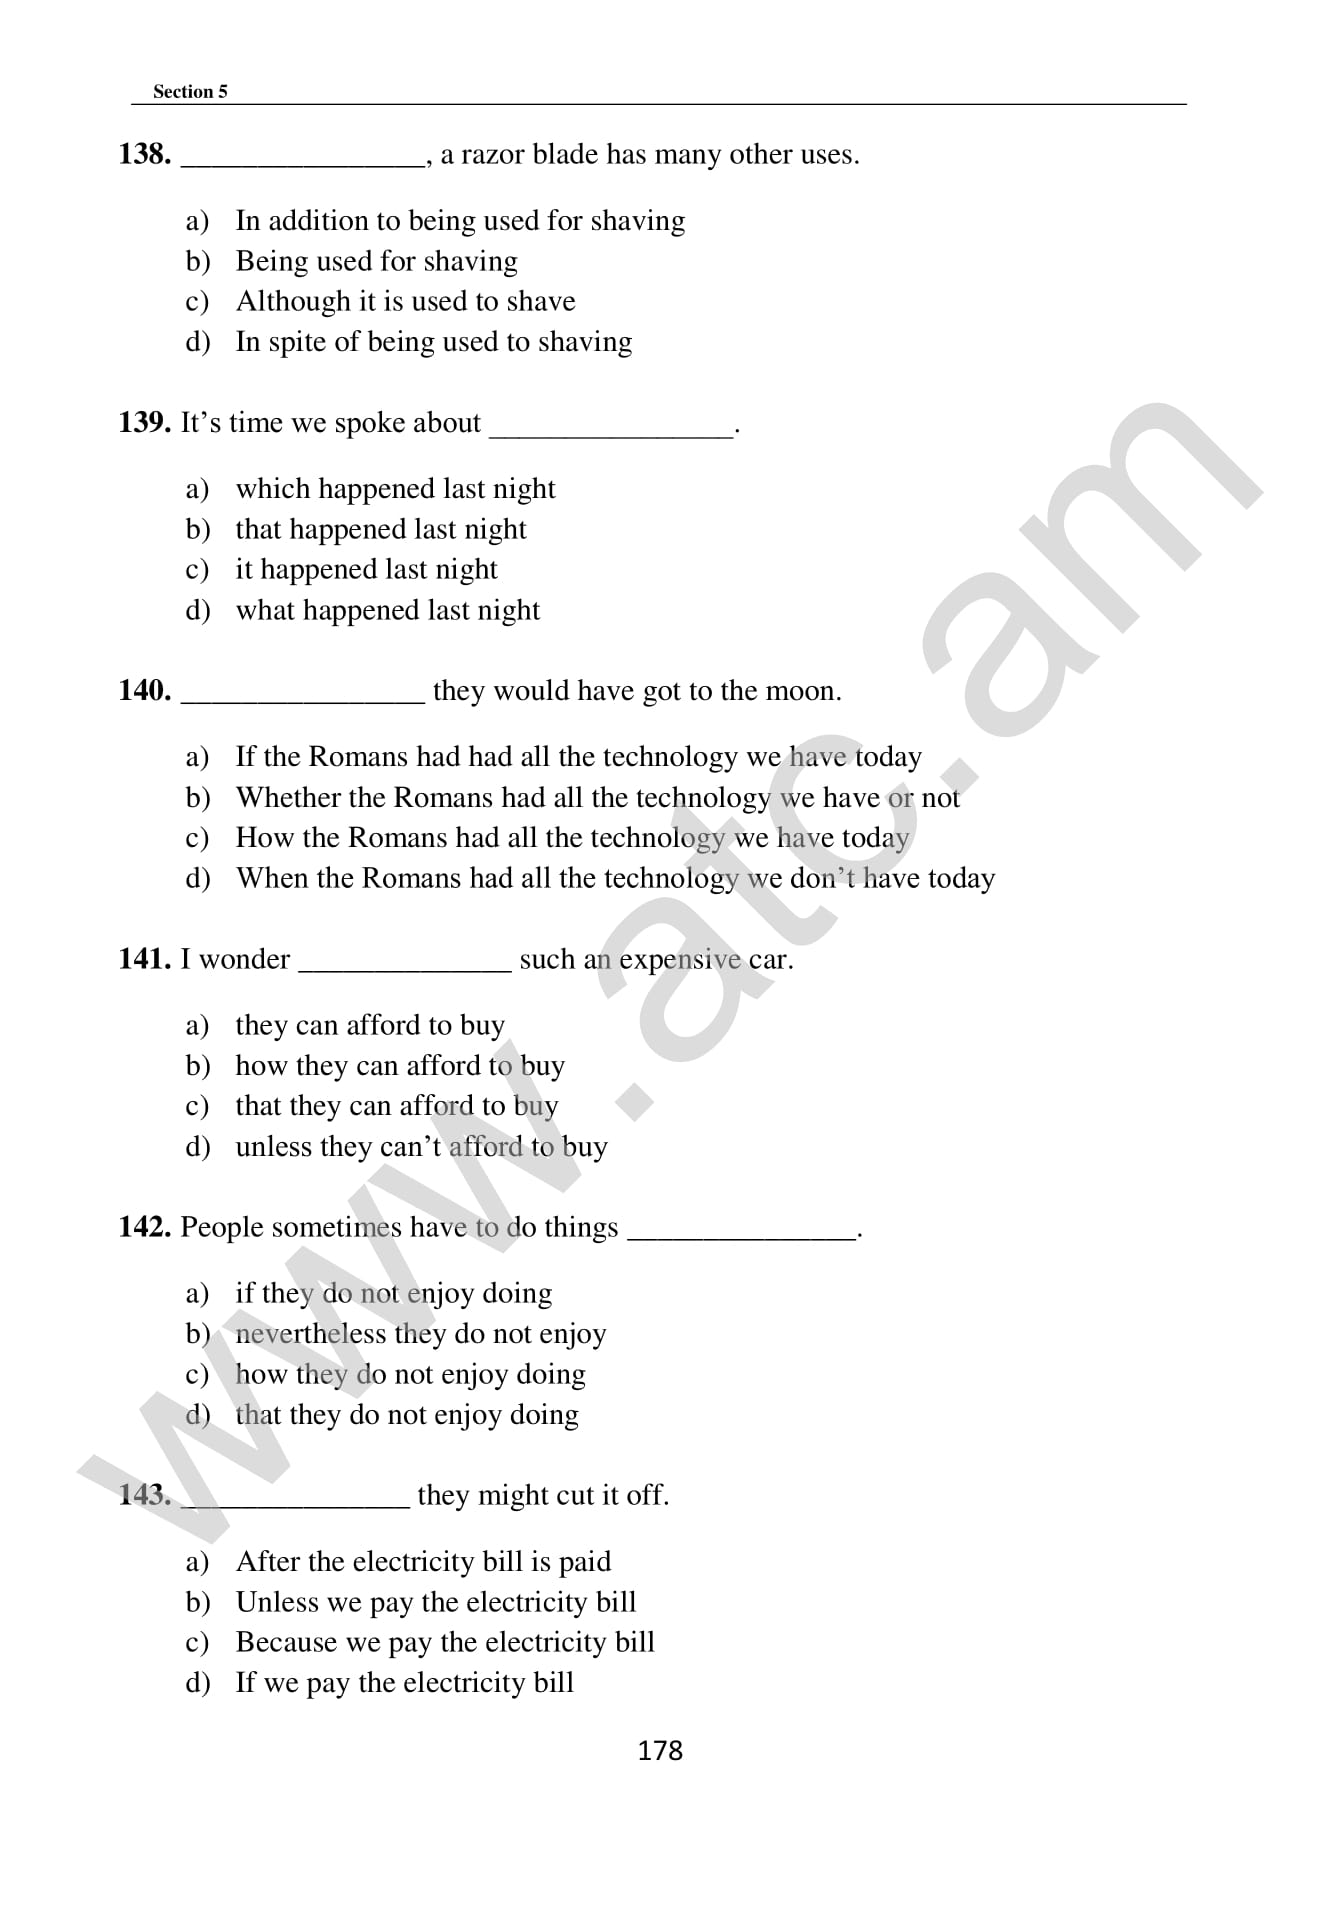 Section 5
138. ________________, a razor blade has many other uses.
a) In addition to being used for shaving
b) Being used for shaving
c) Although it is used to shave
d) In spite of being used to shaving
139. It’s time we spoke about ________________.
a) which happened last night
b) that happened last night
c) it happened last night
d) what happened last night
140. ________________ they would have got to the moon.
a) If the Romans had had all the technology we have today
b) Whether the Romans had all the technology we have or not
c) How the Romans had all the technology we have today
d) When the Romans had all the technology we don’t have today
141. I wonder ______________ such an expensive car.
a) they can afford to buy
b) how they can afford to buy
c) that they can afford to buy
d) unless they can’t afford to buy
142. People sometimes have to do things _______________.
a) if they do not enjoy doing
b) nevertheless they do not enjoy
c) how they do not enjoy doing
d) that they do not enjoy doing
143. _______________ they might cut it off.
a) After the electricity bill is paid
b) Unless we pay the electricity bill
c) Because we pay the electricity bill
d) If we pay the electricity bill
178
www.atc.am